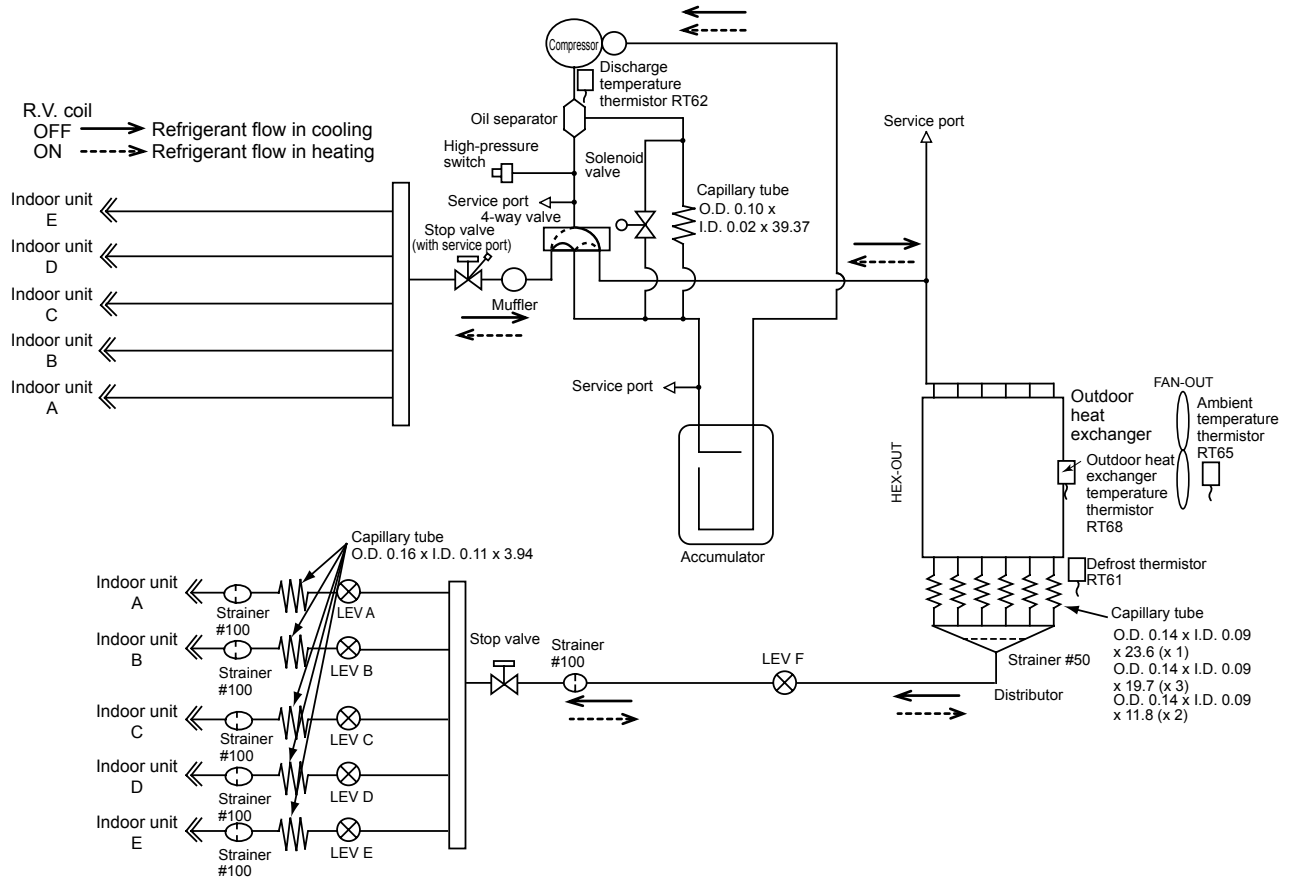 Compressor
Discharge
temperature
thermistor RT62
R.V. coil
OFF Refrigerant flow in cooling
ON Refrigerant flow in heating
Oil separator
High-pressure
switch
Solenoid
valve
Service port
Service port
4-way valve
Capillary tube
O.D. 0.10 x
I.D. 0.02 x 39.37
Stop valve
(with service port)
Muffler
Indoor unit
E
Indoor unit
D
Indoor unit
C
Indoor unit
B
Indoor unit
A
Service port
Accumulator
HEX-OUT
Outdoor
heat
exchanger
FAN-OUT
Ambient
temperature
thermistor
RT65
Outdoor heat
exchanger
temperature
thermistor
RT68
Defrost thermistor
RT61
Capillary tube
O.D. 0.14 x I.D. 0.09
x 23.6 (x 1)
O.D. 0.14 x I.D. 0.09
x 19.7 (x 3)
O.D. 0.14 x I.D. 0.09
x 11.8 (x 2)
Strainer #50
Distributor
LEV F
Strainer
#100
Stop valve
Capillary tube
O.D. 0.16 x I.D. 0.11 x 3.94
Indoor unit
A
Strainer
#100
LEV A
Indoor unit
B
Strainer
#100
LEV B
Indoor unit
C
Strainer
#100
LEV C
Indoor unit
D
Strainer
#100
LEV D
Indoor unit
E
Strainer
#100
LEV E